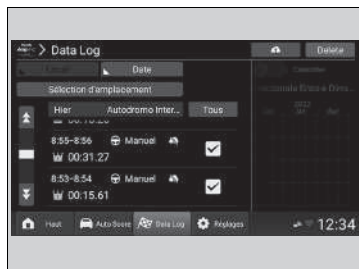 Data Log
Delete
Date
Sélection d'emplacement
Hier
Autodromo Inter...
Tous
8:55-8:56
Manuel
00:31.27
8:53-8:54
Manuel
00:15.61
Haut
Auto Score
Data Log
Réglages
12:34